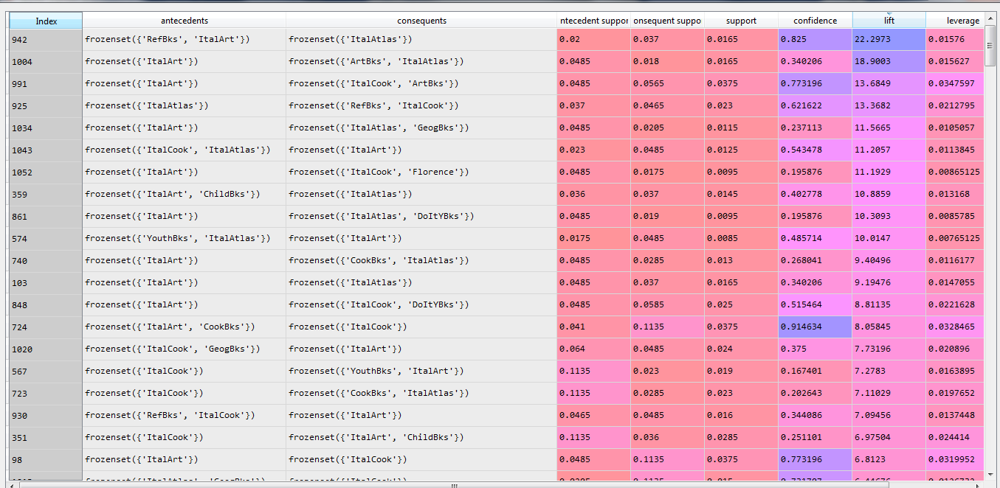 Index antecedents consequents ntecedent suppor onsequent suppo support confidence lift leverage
942 frozenset({'RefBks', 'ItalArt'}) frozenset({'ItalAtlas'}) 0.02 0.037 0.0165 0.825 22.2973 0.01576
1004 frozenset({'ItalArt'}) frozenset({'ArtBks', 'ItalAtlas'}) 0.0485 0.018 0.0165 0.340206 18.9003 0.015627
991 frozenset({'ItalArt'}) frozenset({'ItalCook', 'ArtBks'}) 0.0485 0.0565 0.0375 0.773196 13.6849 0.0347597
925 frozenset({'ItalAtlas'}) frozenset({'RefBks', 'ItalCook'}) 0.037 0.0465 0.023 0.621622 13.3682 0.0212795
1034 frozenset({'ItalArt'}) frozenset({'ItalAtlas', 'GeogBks'}) 0.0485 0.0205 0.0115 0.237113 11.5665 0.0105057
1043 frozenset({'ItalCook', 'ItalAtlas'}) frozenset({'ItalArt'}) 0.023 0.0485 0.0125 0.543478 11.2057 0.0113845
1052 frozenset({'ItalArt'}) frozenset({'ItalCook', 'Florence'}) 0.0485 0.0175 0.0095 0.195876 11.1929 0.00865125
359 frozenset({'ItalArt', 'ChildBks'}) frozenset({'ItalAtlas'}) 0.036 0.037 0.0145 0.402778 10.8859 0.013168
861 frozenset({'ItalArt'}) frozenset({'ItalAtlas', 'DoItYBks'}) 0.0485 0.019 0.0095 0.195876 10.3093 0.0085785
574 frozenset({'YouthBks', 'ItalAtlas'}) frozenset({'ItalArt'}) 0.0175 0.0485 0.0085 0.485714 10.0147 0.00765125
740 frozenset({'ItalArt'}) frozenset({'CookBks', 'ItalAtlas'}) 0.0485 0.0285 0.013 0.268041 9.40496 0.0116177
103 frozenset({'ItalArt'}) frozenset({'ItalAtlas'}) 0.0485 0.037 0.0165 0.340206 9.19476 0.0147055
848 frozenset({'ItalArt'}) frozenset({'ItalCook', 'DoItYBks'}) 0.0485 0.0585 0.025 0.515464 8.81135 0.0221628
724 frozenset({'ItalArt', 'CookBks'}) frozenset({'ItalCook'}) 0.041 0.1135 0.0375 0.914634 8.05845 0.0328465
1020 frozenset({'ItalCook', 'GeogBks'}) frozenset({'ItalArt'}) 0.064 0.0485 0.024 0.375 7.73196 0.020896
567 frozenset({'ItalCook'}) frozenset({'YouthBks', 'ItalArt'}) 0.1135 0.023 0.019 0.167401 7.2783 0.0163895
723 frozenset({'ItalCook'}) frozenset({'CookBks', 'ItalAtlas'}) 0.1135 0.0285 0.023 0.202643 7.11029 0.0197652
930 frozenset({'RefBks', 'ItalCook'}) frozenset({'ItalArt'}) 0.0465 0.0485 0.016 0.344086 7.09456 0.0137448
351 frozenset({'ItalCook'}) frozenset({'ItalArt', 'ChildBks'}) 0.1135 0.036 0.0285 0.251101 6.97504 0.024414
98 frozenset({'ItalArt'}) frozenset({'ItalCook'}) 0.0485 0.1135 0.0375 0.773196 6.8123 0.0319952